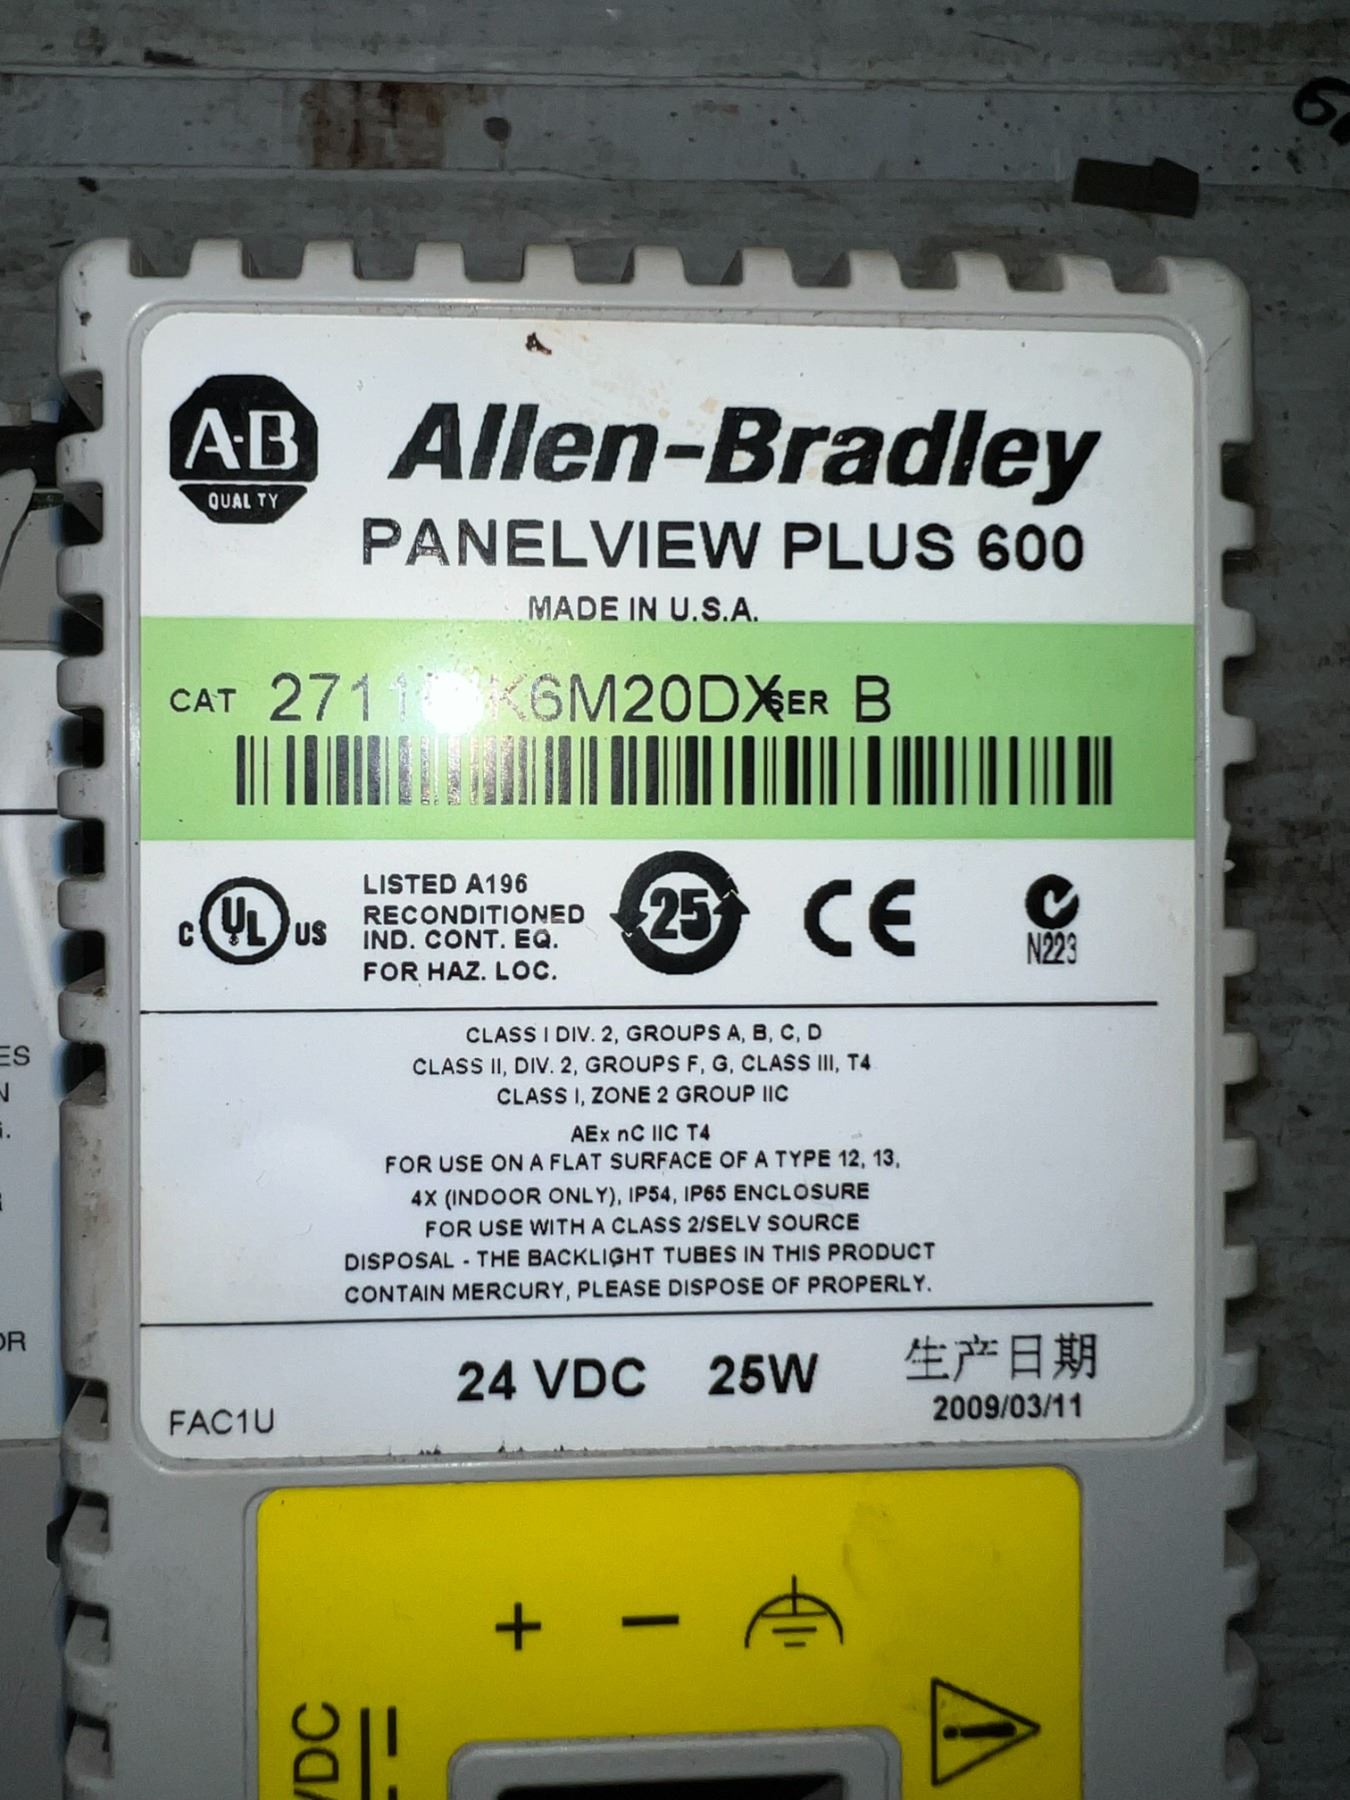 A-B
QUALITY
Allen-Bradley
PANELVIEW PLUS 600
MADE IN U.S.A.
CAT K6M20DX SER B
C UL US
LISTED A196
RECONDITIONED
IND. CONT. EQ.
FOR HAZ. LOC.
25
CE
N223
CLASS I DIV. 2, GROUPS A, B, C, D
CLASS II, DIV. 2, GROUPS F, G, CLASS III, T4
CLASS I, ZONE 2 GROUP IIC
AEx nC IIC T4
FOR USE ON A FLAT SURFACE OF A TYPE 12, 13,
4X (INDOOR ONLY), IP54, IP65 ENCLOSURE
FOR USE WITH A CLASS 2/SELV SOURCE
DISPOSAL - THE BACKLIGHT TUBES IN THIS PRODUCT
CONTAIN MERCURY, PLEASE DISPOSE OF PROPERLY.
24 VDC 25W
生产日期
2009/03/11
FAC1U
+ -
VDC